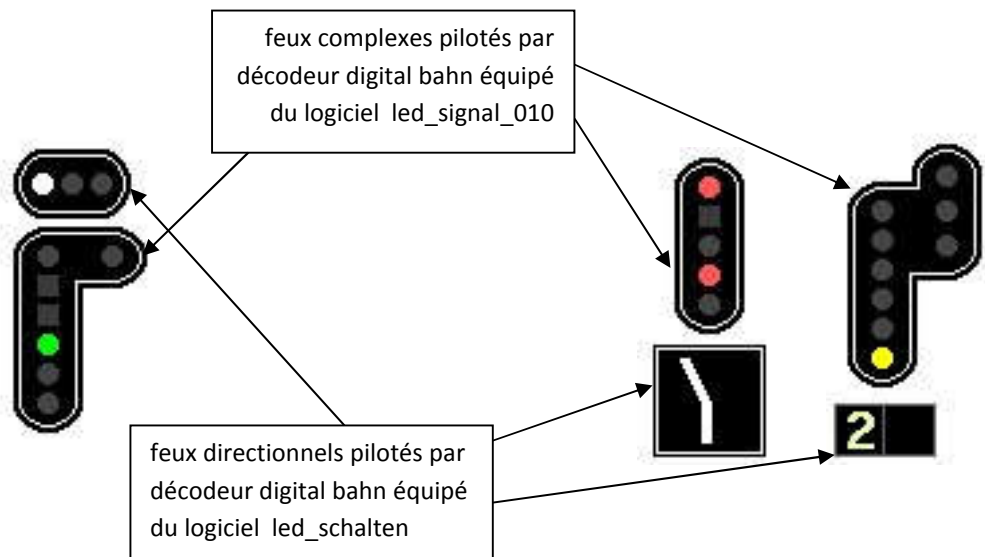 feux complexes pilotés par
décodeur digital bahn équipé
du logiciel led_signal_010
2
feux directionnels pilotés par
décodeur digital bahn équipé
du logiciel led_schalten